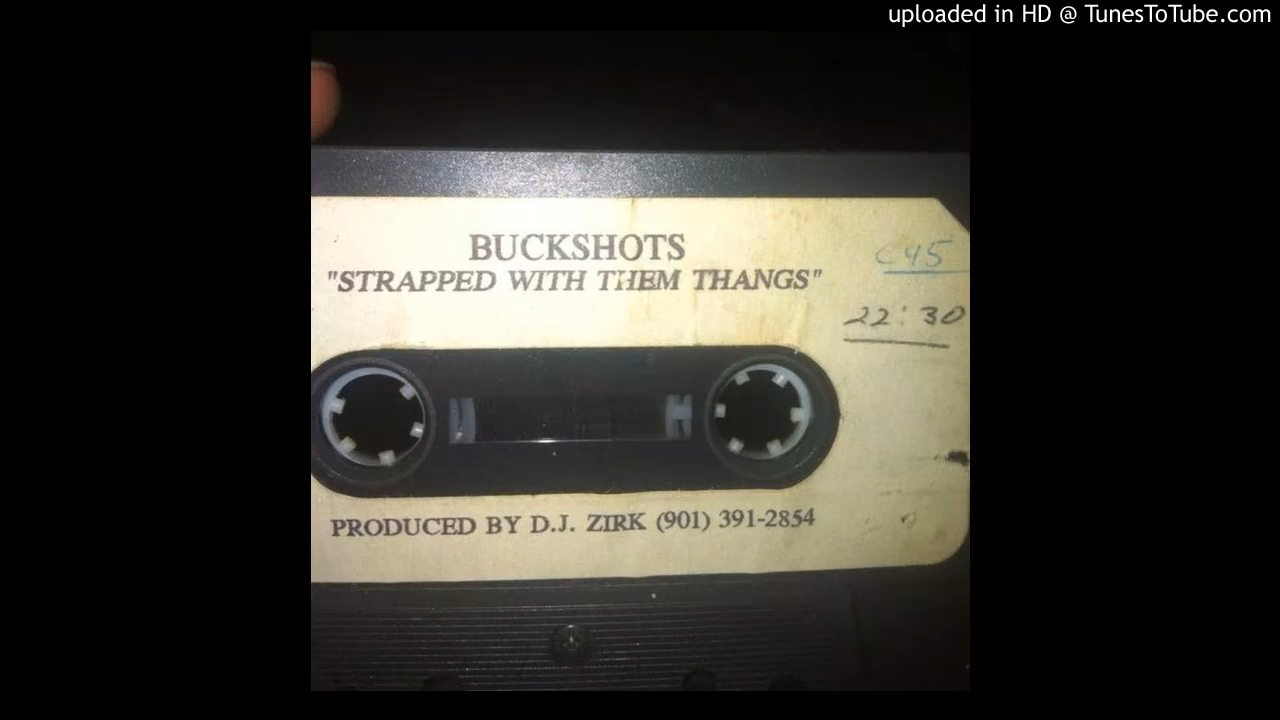 uploaded in HD @ TunesToTube.com
BUCKSHOTS
"STRAPPED WITH THEM THANGS"
C45
22:30
PRODUCED BY D.J. ZIRK (901) 391-2854